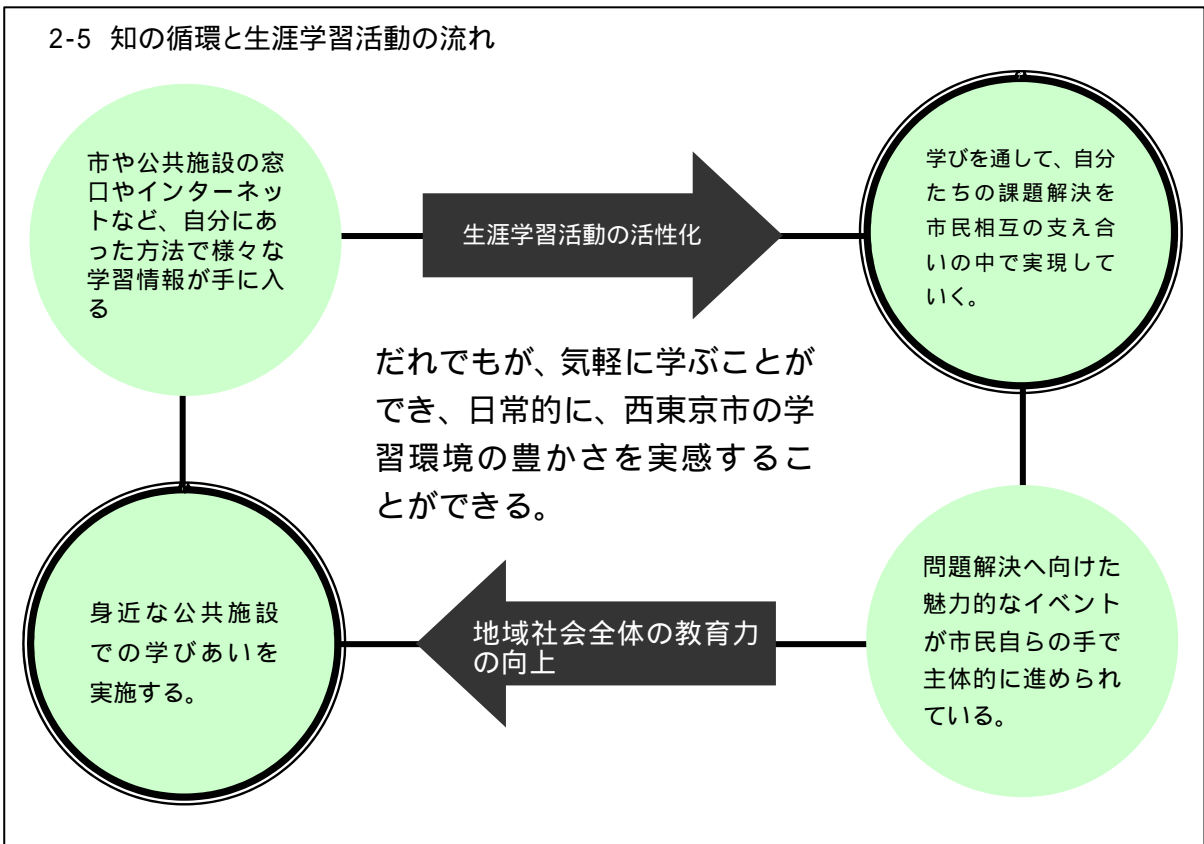 2-5 知の循環と生涯学習活動の流れ
市や公共施設の窓
口やインターネッ
トなど、自分にあ
った方法で様々な
学習情報が手に入
る
生涯学習活動の活性化
学びを通して、自分
たちの課題解決を
市民相互の支え合
いの中で実現して
いく。
だれでもが、気軽に学ぶことが
でき、日常的に、西東京市の学
習環境の豊かさを実感するこ
とができる。
身近な公共施設
での学びあいを
実施する。
地域社会全体の教育力
の向上
問題解決へ向けた
魅力的なイベント
が市民自らの手で
主体的に進められ
ている。